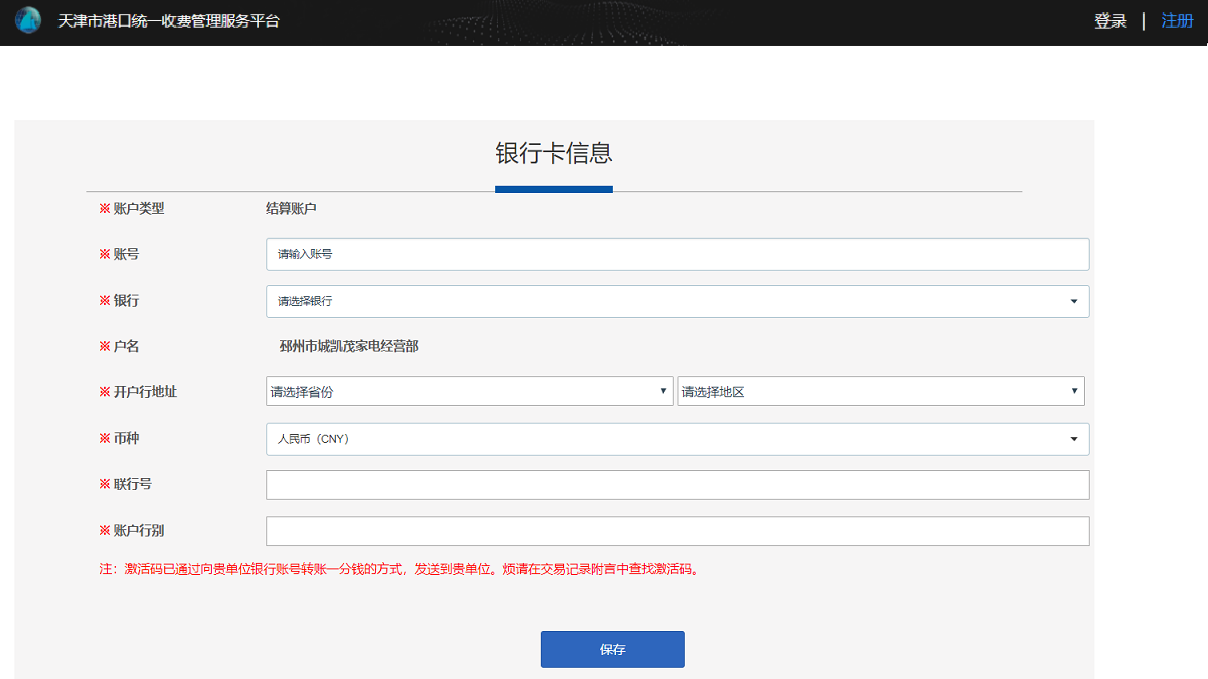 天津市港口统一收费管理服务平台
登录 | 注册
银行卡信息
※ 账户类型 结算账户
※ 账号 请输入账号
※ 银行 请选择银行
※ 户名 邳州市城凯茂家电经营部
※ 开户行地址 请选择省份 请选择地区
※ 币种 人民币（CNY）
※ 联行号
※ 账户行别
注：激活码已通过向贵单位银行账号转账一分钱的方式，发送到贵单位。烦请在交易记录附言中查找激活码。
保存